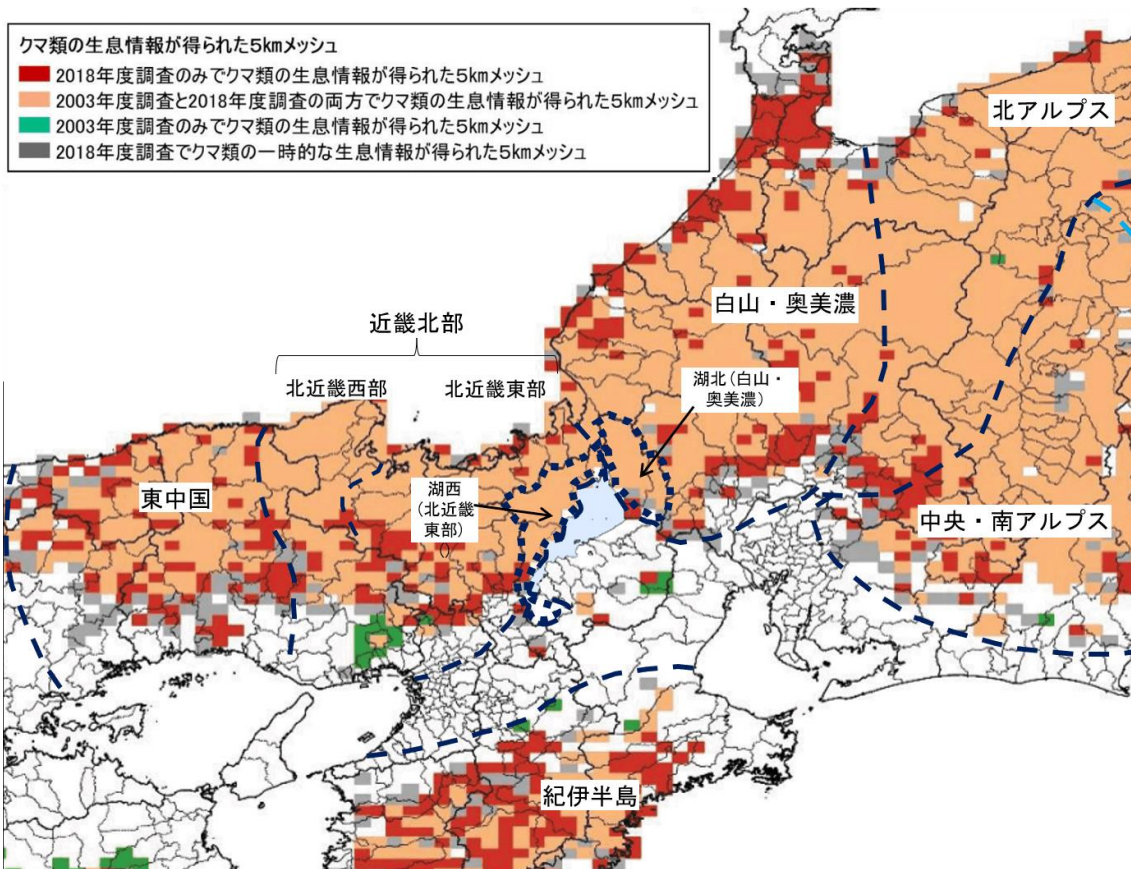 クマ類の生息情報が得られた5kmメッシュ
2018年度調査のみでクマ類の生息情報が得られた5kmメッシュ
2003年度調査と2018年度調査の両方でクマ類の生息情報が得られた5kmメッシュ
2003年度調査のみでクマ類の生息情報が得られた5kmメッシュ
2018年度調査でクマ類の一時的な生息情報が得られた5kmメッシュ
北アルプス
白山・奥美濃
近畿北部
北近畿西部
北近畿東部
湖北(白山・
奥美濃)
東中国
湖西
(北近畿
東部)
中央・南アルプス
紀伊半島